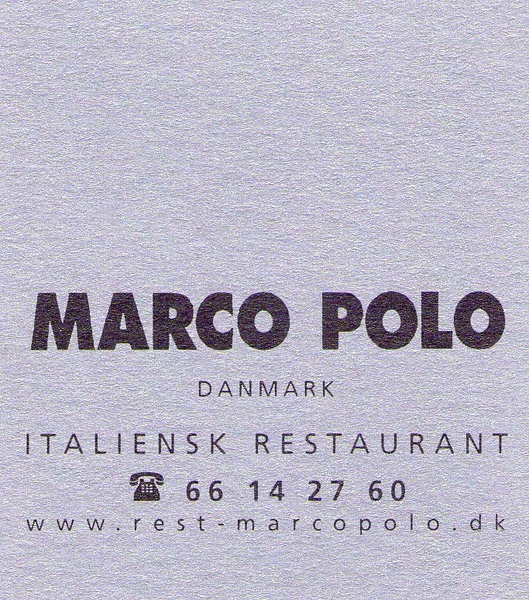 MARCO POLO
DANMARK
ITALIENSK RESTAURANT
☎ 66 14 27 60
www.rest-marcopolo.dk